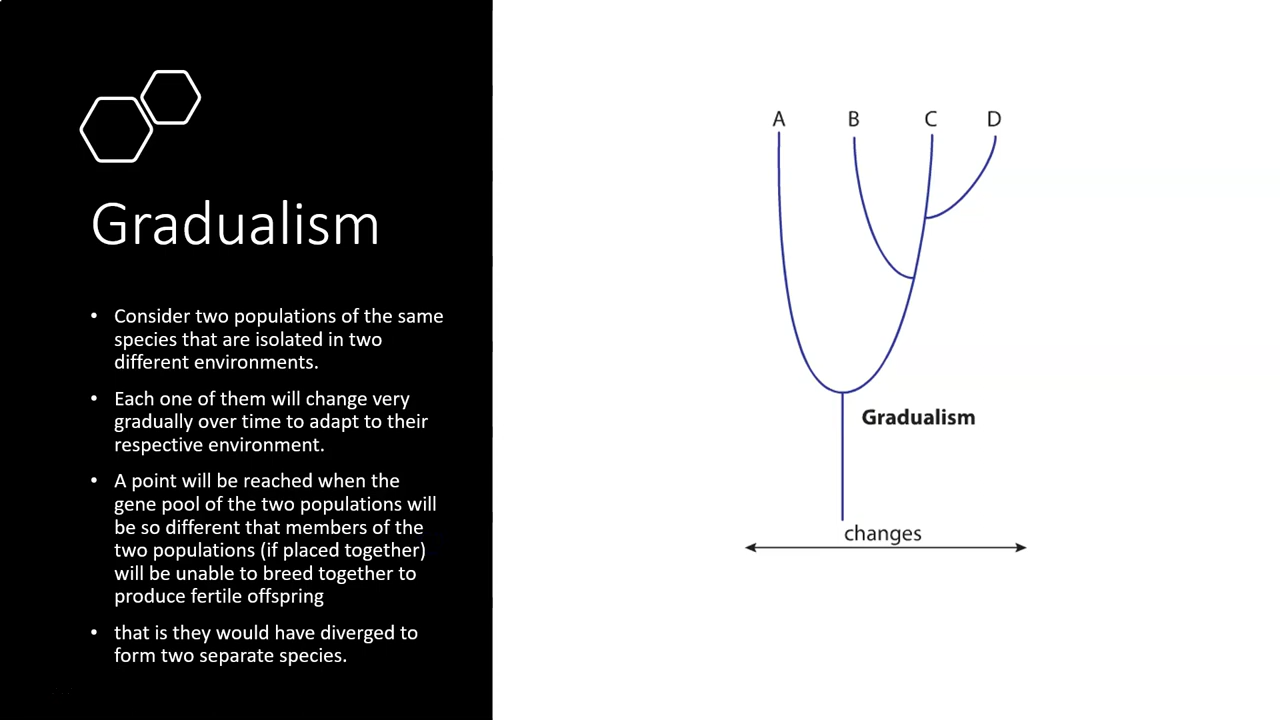 Gradualism
• Consider two populations of the same
species that are isolated in two
different environments.
• Each one of them will change very
gradually over time to adapt to their
respective environment.
• A point will be reached when the
gene pool of the two populations will
be so different that members of the
two populations (if placed together)
will be unable to breed together to
produce fertile offspring
• that is they would have diverged to
form two separate species.
A B C D
Gradualism
changes